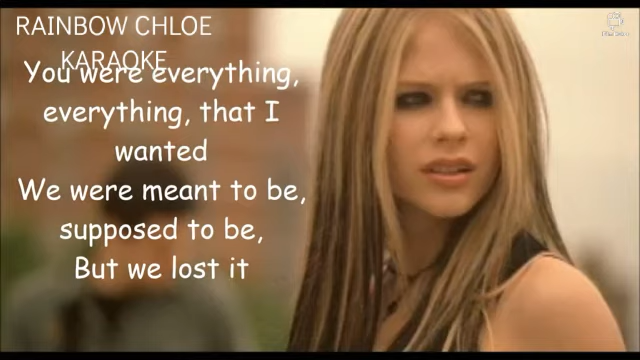 RAINBOW CHLOE
KARAOKE
You were everything,
everything, that I
wanted
We were meant to be,
supposed to be,
But we lost it